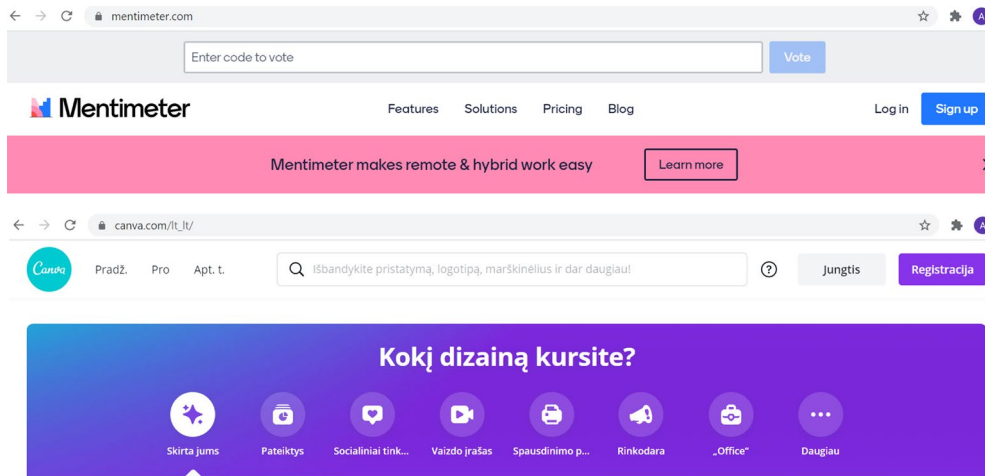 mentimeter.com
A
Enter code to vote
Vote
Mentimeter
Features Solutions Pricing Blog
Log in Sign up
Mentimeter makes remote & hybrid work easy
Learn more
canva.com/lt_lt/
A
Canva
Pradž. Pro Apt. t.
Išbandykite pristatymą, logotipą, marškinėlius ir dar daugiau!
Jungtis Registracija
Kokį dizainą kursite?
Skirta jums Pateiktys Socialiniai tink... Vaizdo įrašas Spausdinimo p... Rinkodara „Office“ Daugiau